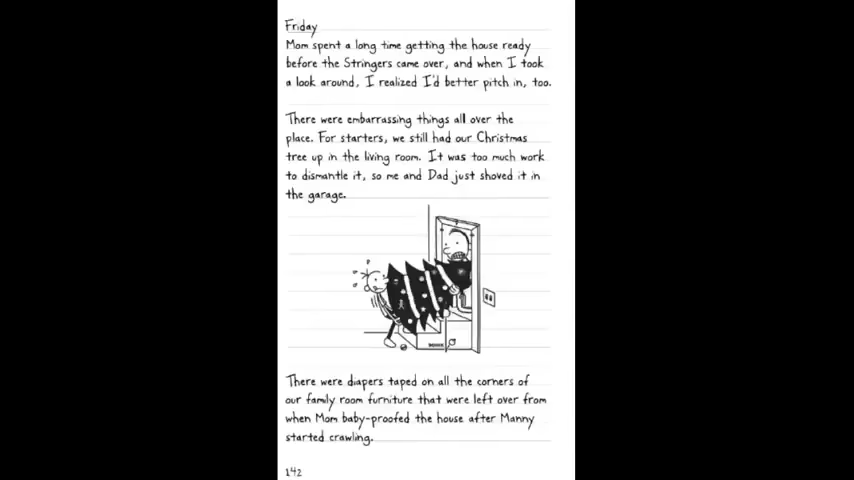 Friday
Mom spent a long time getting the house ready
before the Stringers came over, and when I took
a look around, I realized I'd better pitch in, too.
There were embarrassing things all over the
place. For starters, we still had our Christmas
tree up in the living room. It was too much work
to dismantle it, so me and Dad just shoved it in
the garage.
There were diapers taped on all the corners of
our family room furniture that were left over from
when Mom baby-proofed the house after Manny
started crawling.
142